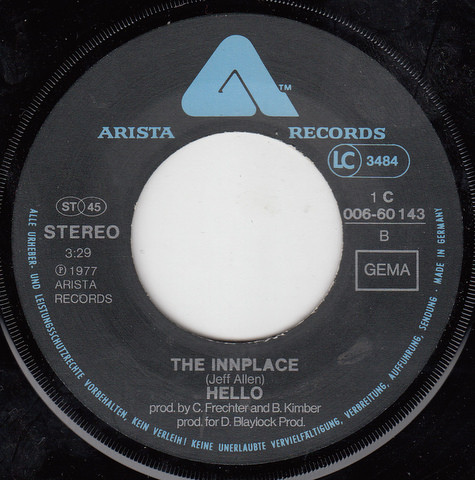 TM
ARISTA RECORDS
LC 3484
ST 45
STEREO
3:29
Ⓟ 1977
ARISTA
RECORDS
1 C
006-60 143
B
GEMA
THE INNPLACE
(Jeff Allen)
HELLO
prod. by C. Frechter and B. Kimber
prod. for D. Blaylock Prod.
ALLE URHEBER- UND LEISTUNGSSCHUTZRECHTE VORBEHALTEN, KEIN VERLEIH! KEINE UNERLAUBTE VERVIELFÄLTIGUNG, VERMIETUNG, VERBREITUNG, AUFFÜHRUNG, SENDUNG · MADE IN GERMANY